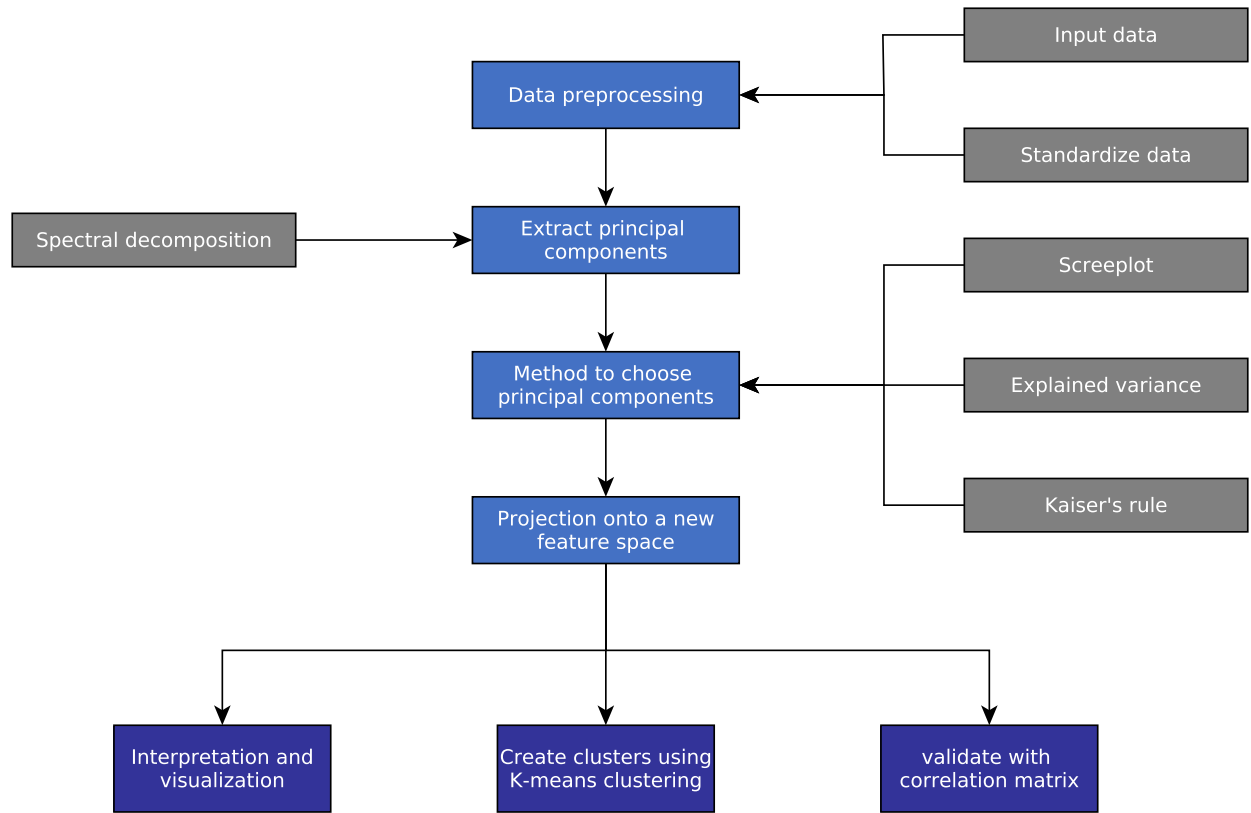 Input data
Data preprocessing
Standardize data
Spectral decomposition
Extract principal
components
Screeplot
Method to choose
principal components
Explained variance
Kaiser's rule
Projection onto a new
feature space
Interpretation and
visualization
Create clusters using
K-means clustering
validate with
correlation matrix